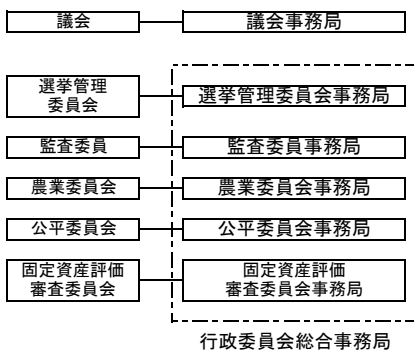 議会 議会事務局
選挙管理
委員会
選挙管理委員会事務局
監査委員 監査委員事務局
農業委員会 農業委員会事務局
公平委員会 公平委員会事務局
固定資産評価
審査委員会
固定資産評価
審査委員会事務局
行政委員会総合事務局